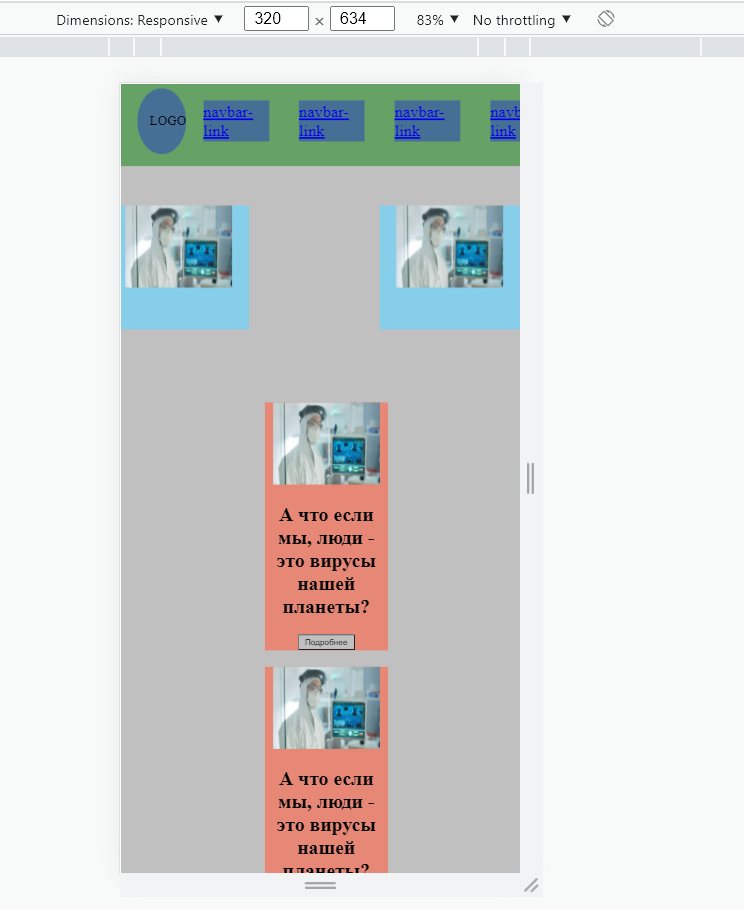 Dimensions: Responsive ▼ 320 × 634 83% ▼ No throttling ▼
LOGO navbar- navbar- navbar- navb
link link link link
А что если
мы, люди -
это вирусы
нашей
планеты?
Подробнее
А что если
мы, люди -
это вирусы
нашей
планеты?